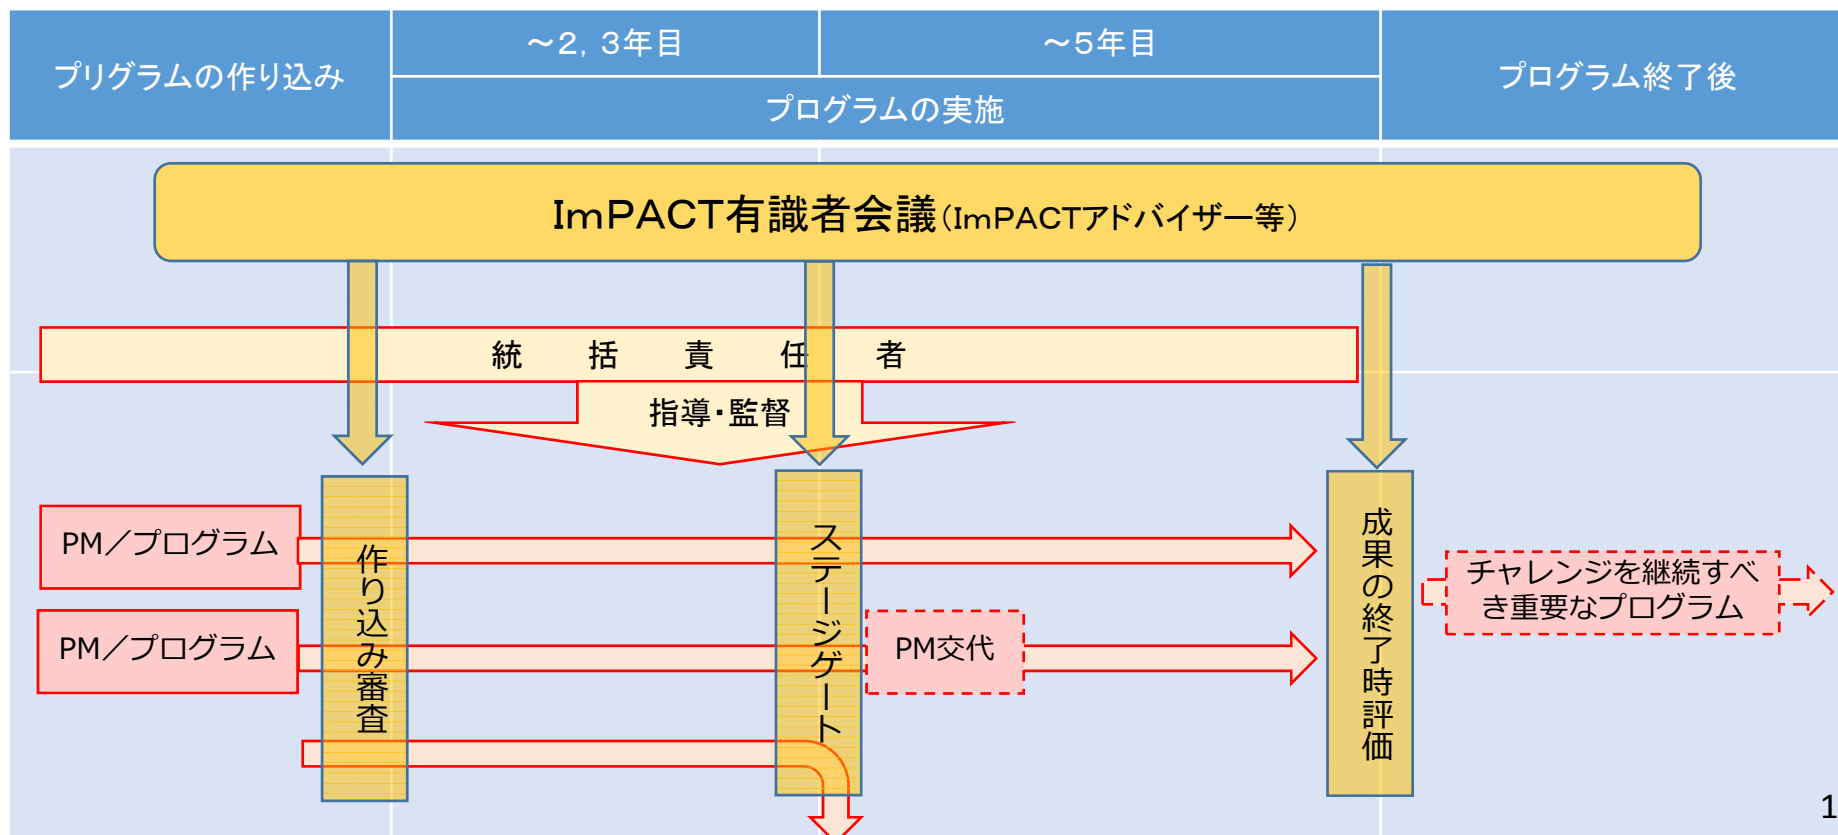 プリグラムの作り込み
～2，3年目
～5年目
プログラムの実施
プログラム終了後
ImPACT有識者会議（ImPACTアドバイザー等）
統括責任者
指導・監督
PM／プログラム
PM／プログラム
作り込み審査
ステージゲート
PM交代
成果の終了時評価
チャレンジを継続すべ
き重要なプログラム
1